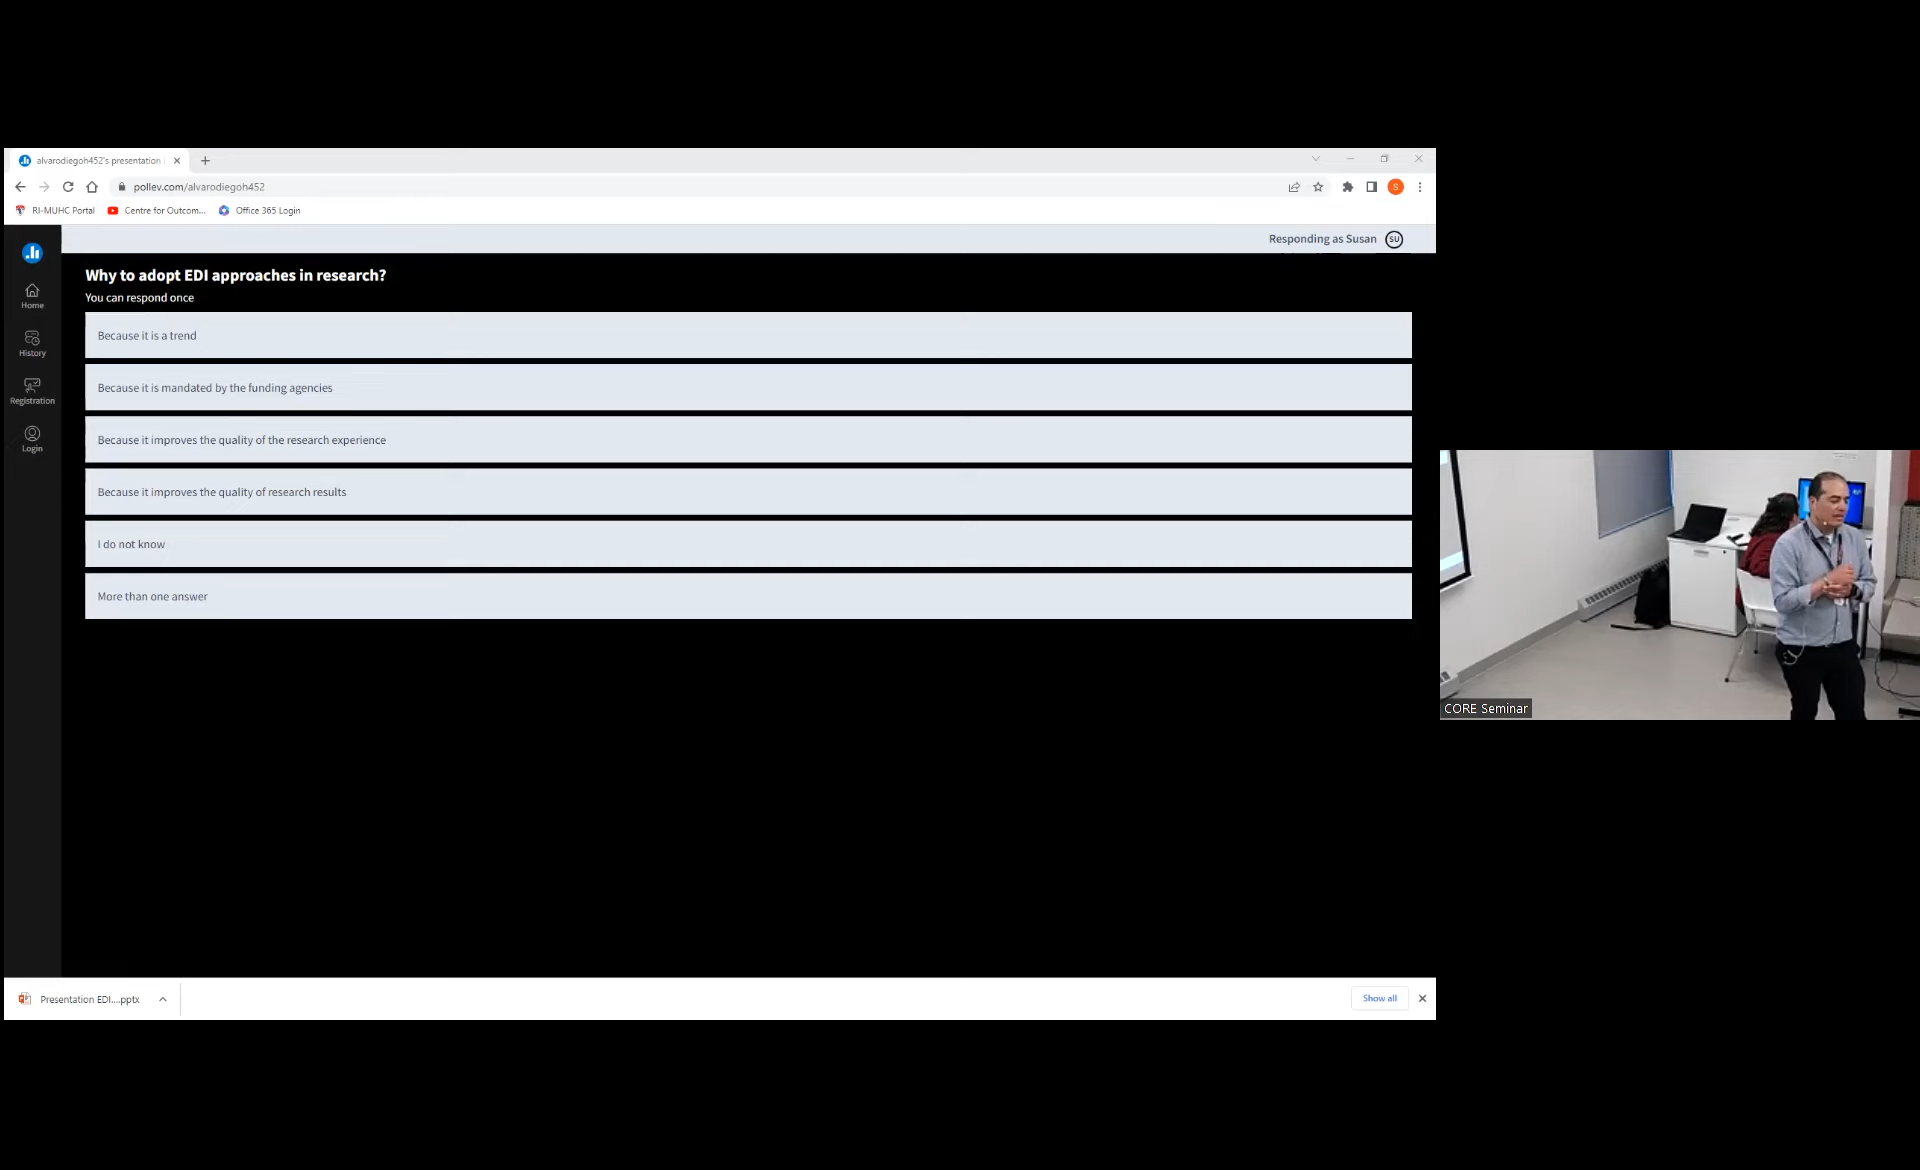 alvarodiegoh452's presentation
pollev.com/alvarodiegoh452
S
RI-MUHC Portal
Centre for Outcom...
Office 365 Login
Responding as Susan
SU
Home
History
Registration
Login
Why to adopt EDI approaches in research?
You can respond once
Because it is a trend
Because it is mandated by the funding agencies
Because it improves the quality of the research experience
Because it improves the quality of research results
I do not know
More than one answer
CORE Seminar
Presentation EDI....pptx
Show all